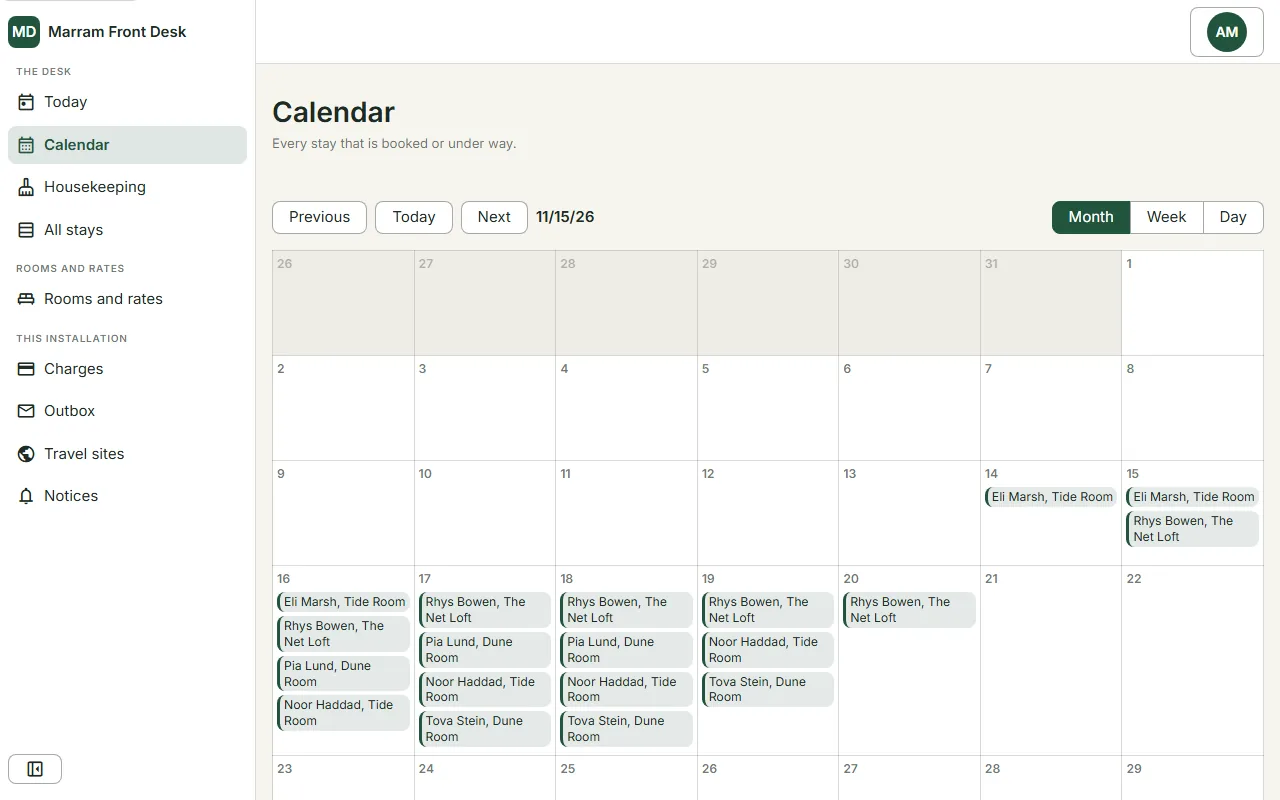 MD Marram Front Desk
AM
THE DESK
Today
Calendar
Housekeeping
All stays
ROOMS AND RATES
Rooms and rates
THIS INSTALLATION
Charges
Outbox
Travel sites
Notices
Calendar
Every stay that is booked or under way.
Previous Today Next 11/15/26 Month Week Day
26 27 28 29 30 31 1
2 3 4 5 6 7 8
9 10 11 12 13 14 15
Eli Marsh, Tide Room
Eli Marsh, Tide Room
Rhys Bowen, The
Net Loft
16 17 18 19 20 21 22
Eli Marsh, Tide Room
Rhys Bowen, The
Net Loft
Pia Lund, Dune
Room
Noor Haddad, Tide
Room
Rhys Bowen, The
Net Loft
Pia Lund, Dune
Room
Noor Haddad, Tide
Room
Tova Stein, Dune
Room
Rhys Bowen, The
Net Loft
Pia Lund, Dune
Room
Noor Haddad, Tide
Room
Tova Stein, Dune
Room
Rhys Bowen, The
Net Loft
Noor Haddad, Tide
Room
Tova Stein, Dune
Room
Rhys Bowen, The
Net Loft
23 24 25 26 27 28 29